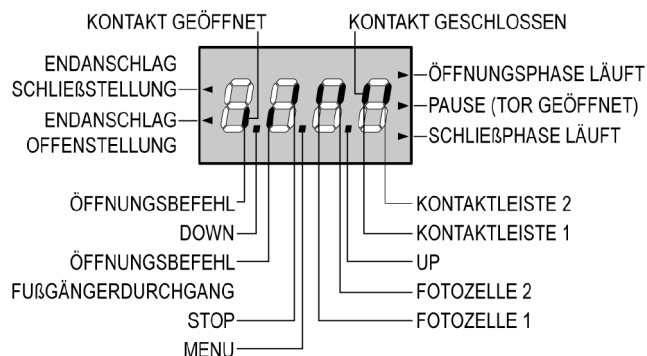 KONTAKT GEÖFFNET
KONTAKT GESCHLOSSEN
ENDANSCHLAG
SCHLIEßSTELLUNG
ENDANSCHLAG
OFFENSTELLUNG
ÖFFNUNGSPHASE LÄUFT
PAUSE (TOR GEÖFFNET)
SCHLIEßPHASE LÄUFT
ÖFFNUNGSBEFEHL
DOWN
ÖFFNUNGSBEFEHL
FUßGÄNGERDURCHGANG
STOP
MENU
KONTAKTLEISTE 2
KONTAKTLEISTE 1
UP
FOTOZELLE 2
FOTOZELLE 1